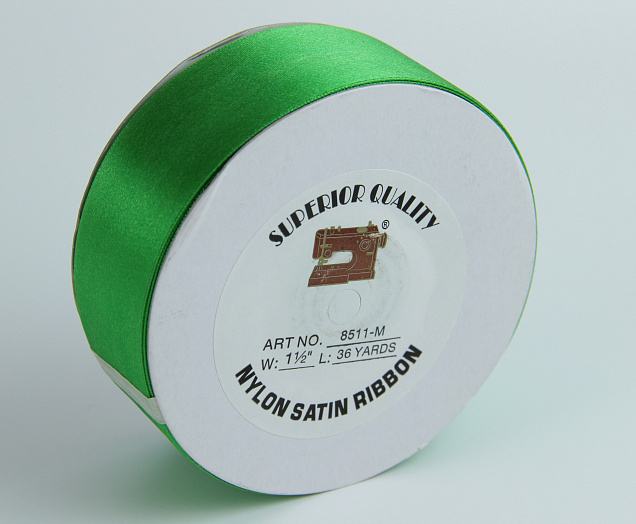 SUPERIOR QUALITY
®
ART NO. 8511-M
W: 1½" L: 36 YARDS
NYLON SATIN RIBBON